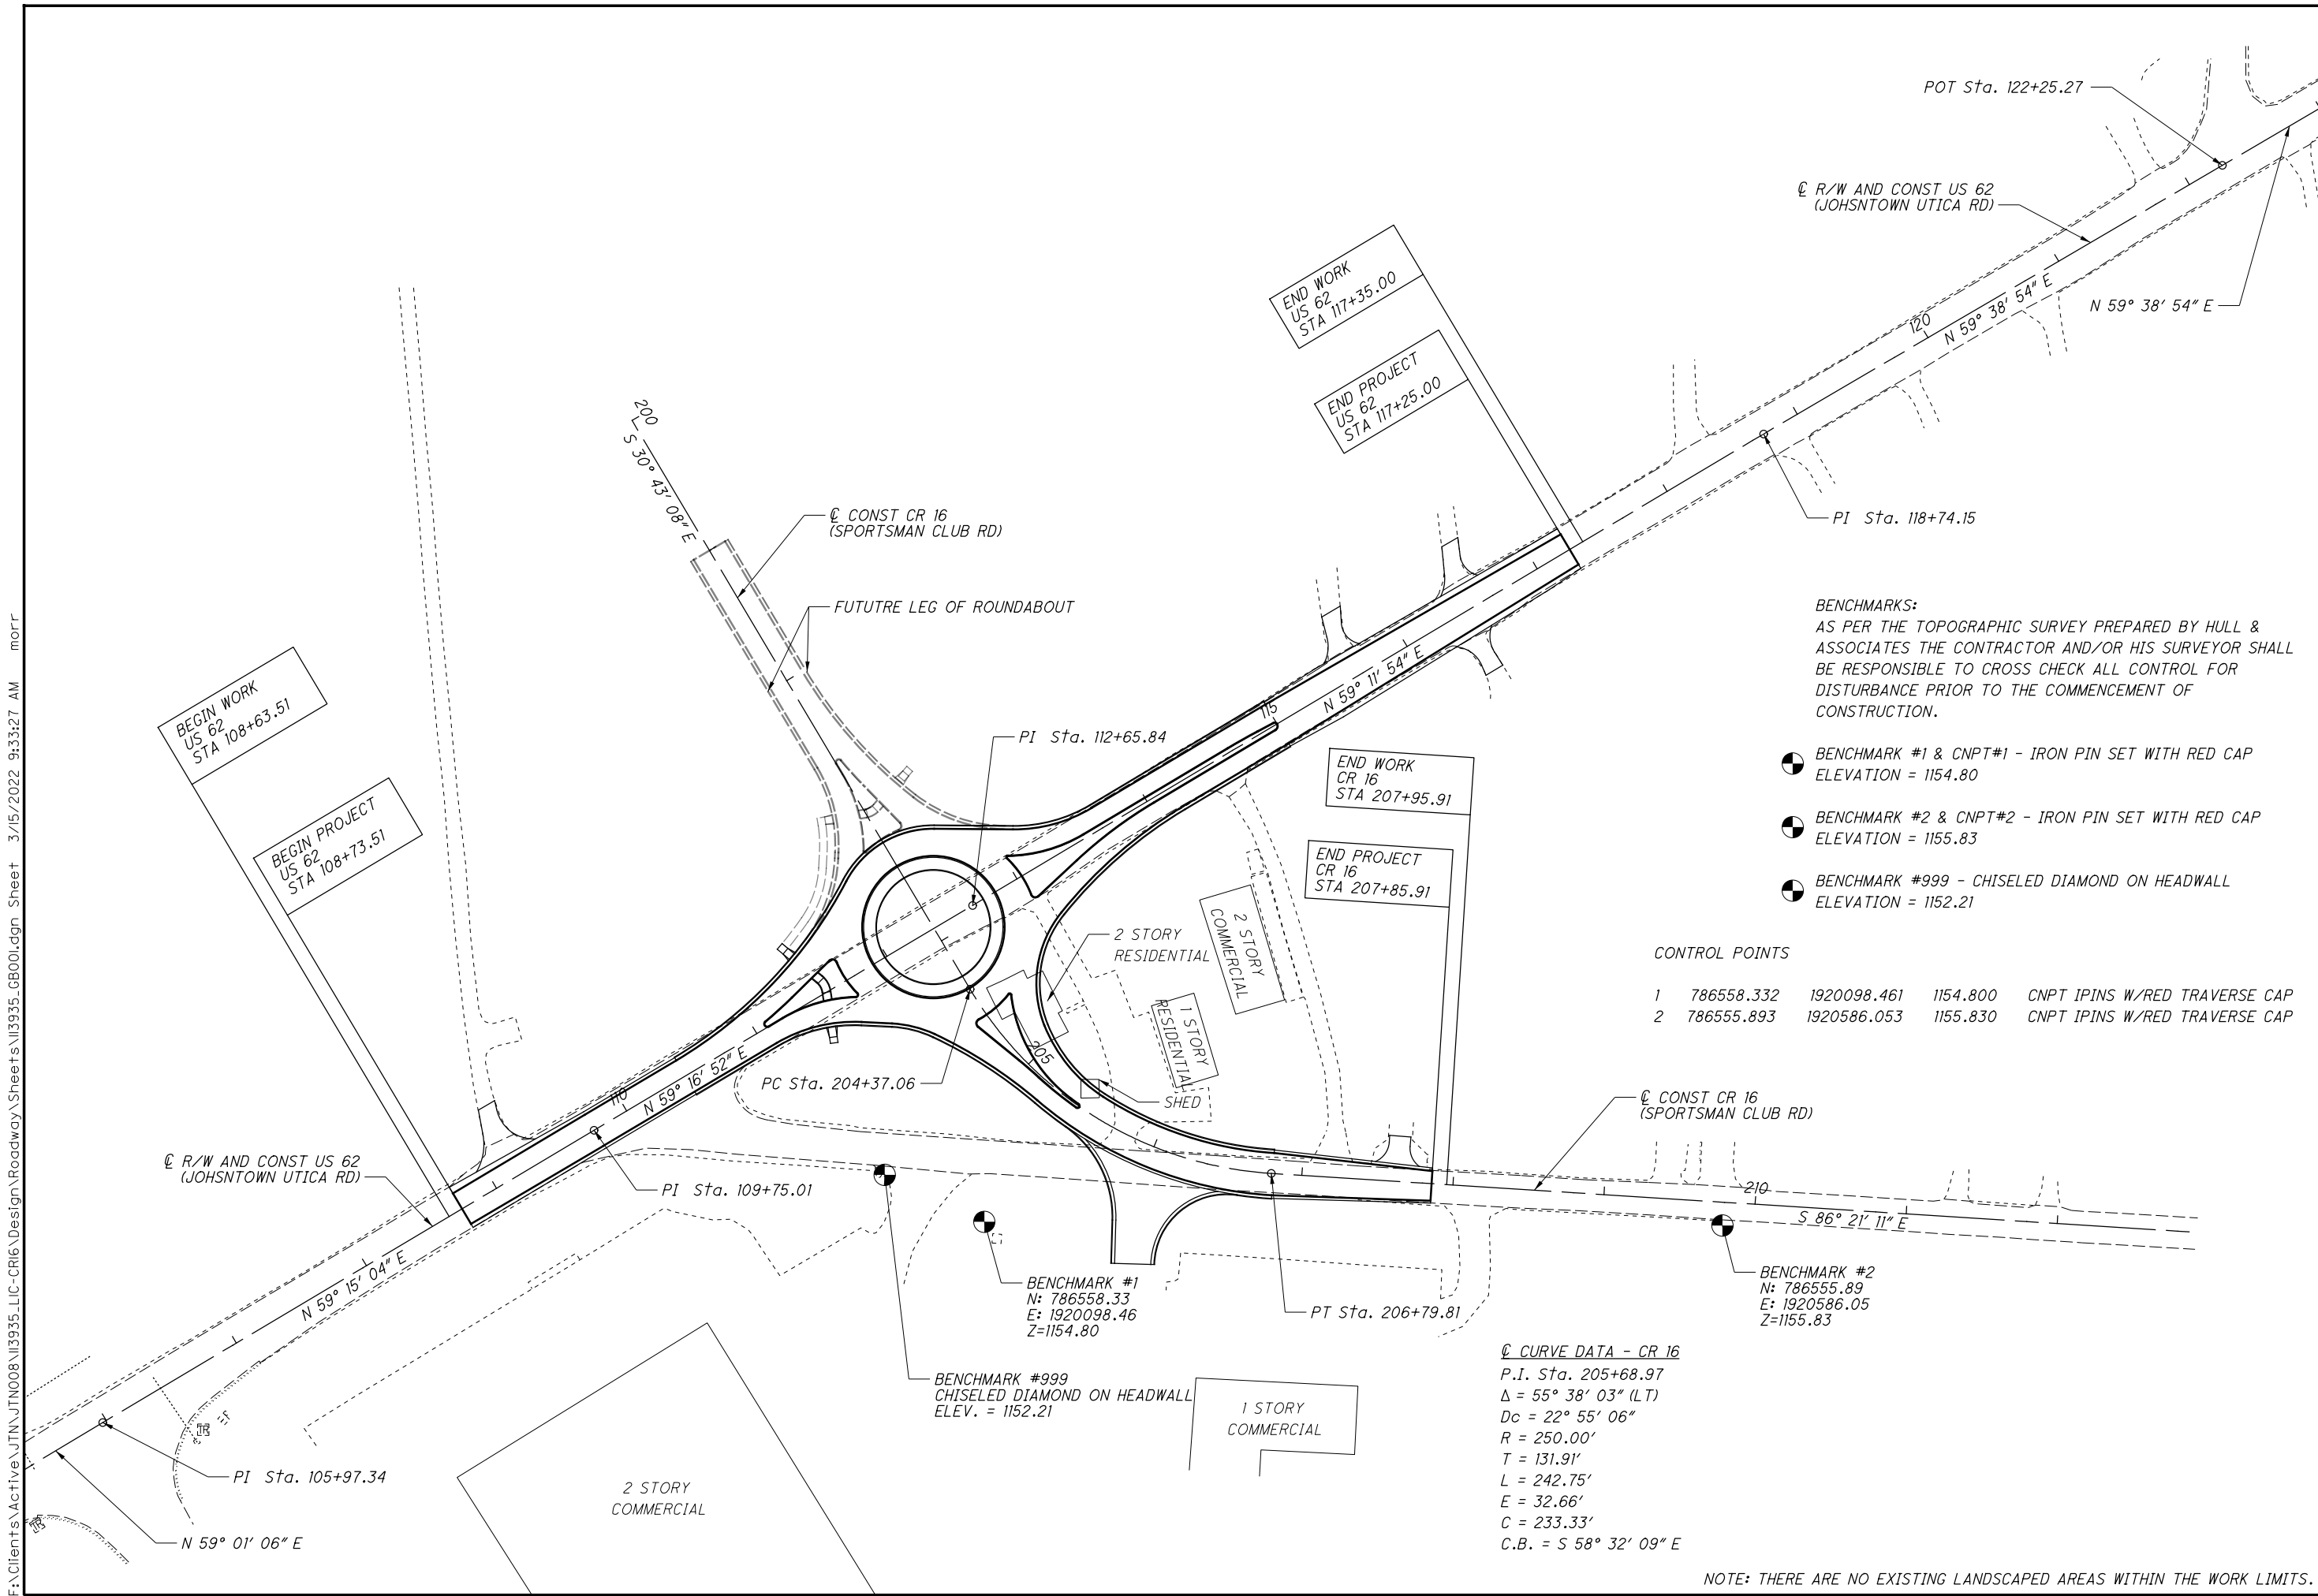 POT Sta. 122+25.27
℄ R/W AND CONST US 62
(JOHSNTOWN UTICA RD)
N 59° 38' 54" E
120
N 59° 38' 54" E
END WORK
US 62
STA 117+35.00
END PROJECT
US 62
STA 117+25.00
PI Sta. 118+74.15
200
S 30° 43' 08" E
℄ CONST CR 16
(SPORTSMAN CLUB RD)
FUTUTRE LEG OF ROUNDABOUT
BEGIN WORK
US 62
STA 108+63.51
BEGIN PROJECT
US 62
STA 108+73.51
PI Sta. 112+65.84
115
N 59° 11' 54" E
END WORK
CR 16
STA 207+95.91
END PROJECT
CR 16
STA 207+85.91
BENCHMARKS:
AS PER THE TOPOGRAPHIC SURVEY PREPARED BY HULL &
ASSOCIATES THE CONTRACTOR AND/OR HIS SURVEYOR SHALL
BE RESPONSIBLE TO CROSS CHECK ALL CONTROL FOR
DISTURBANCE PRIOR TO THE COMMENCEMENT OF
CONSTRUCTION.
BENCHMARK #1 & CNPT#1 - IRON PIN SET WITH RED CAP
ELEVATION = 1154.80
BENCHMARK #2 & CNPT#2 - IRON PIN SET WITH RED CAP
ELEVATION = 1155.83
BENCHMARK #999 - CHISELED DIAMOND ON HEADWALL
ELEVATION = 1152.21
CONTROL POINTS
1 786558.332 1920098.461 1154.800 CNPT IPINS W/RED TRAVERSE CAP
2 786555.893 1920586.053 1155.830 CNPT IPINS W/RED TRAVERSE CAP
2 STORY
RESIDENTIAL
2 STORY
COMMERCIAL
1 STORY
RESIDENTIAL
SHED
205
PC Sta. 204+37.06
110
N 59° 16' 52" E
℄ R/W AND CONST US 62
(JOHSNTOWN UTICA RD)
PI Sta. 109+75.01
N 59° 15' 04" E
℄ CONST CR 16
(SPORTSMAN CLUB RD)
210
S 86° 21' 11" E
BENCHMARK #1
N: 786558.33
E: 1920098.46
Z=1154.80
PT Sta. 206+79.81
BENCHMARK #2
N: 786555.89
E: 1920586.05
Z=1155.83
BENCHMARK #999
CHISELED DIAMOND ON HEADWALL
ELEV. = 1152.21
1 STORY
COMMERCIAL
2 STORY
COMMERCIAL
PI Sta. 105+97.34
N 59° 01' 06" E
℄ CURVE DATA - CR 16
P.I. Sta. 205+68.97
Δ = 55° 38' 03" (LT)
Dc = 22° 55' 06"
R = 250.00'
T = 131.91'
L = 242.75'
E = 32.66'
C = 233.33'
C.B. = S 58° 32' 09" E
NOTE: THERE ARE NO EXISTING LANDSCAPED AREAS WITHIN THE WORK LIMITS.
F:\Clients\Active\JTN\JTN008\113935_LIC-CR16\Design\Roadway\Sheets\113935_GB001.dgn Sheet 3/15/2022 9:33:27 AM morr